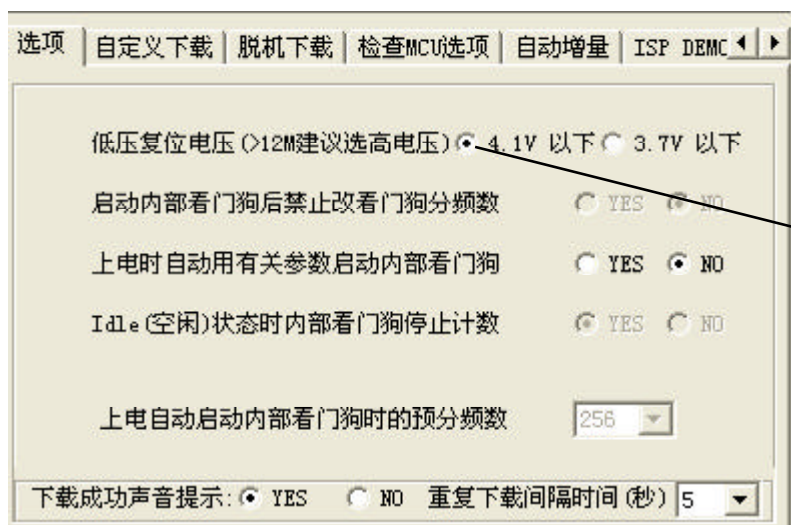 选项 自定义下载 脱机下载 检查MCU选项 自动增量 ISP DEMO
低压复位电压(>12M建议选高电压) 4.1V 以下 3.7V 以下
启动内部看门狗后禁止改看门狗分频数 YES NO
上电时自动用有关参数启动内部看门狗 YES NO
Idle(空闲)状态时内部看门狗停止计数 YES NO
上电自动启动内部看门狗时的预分频数 256
下载成功声音提示: YES NO 重复下载间隔时间(秒) 5